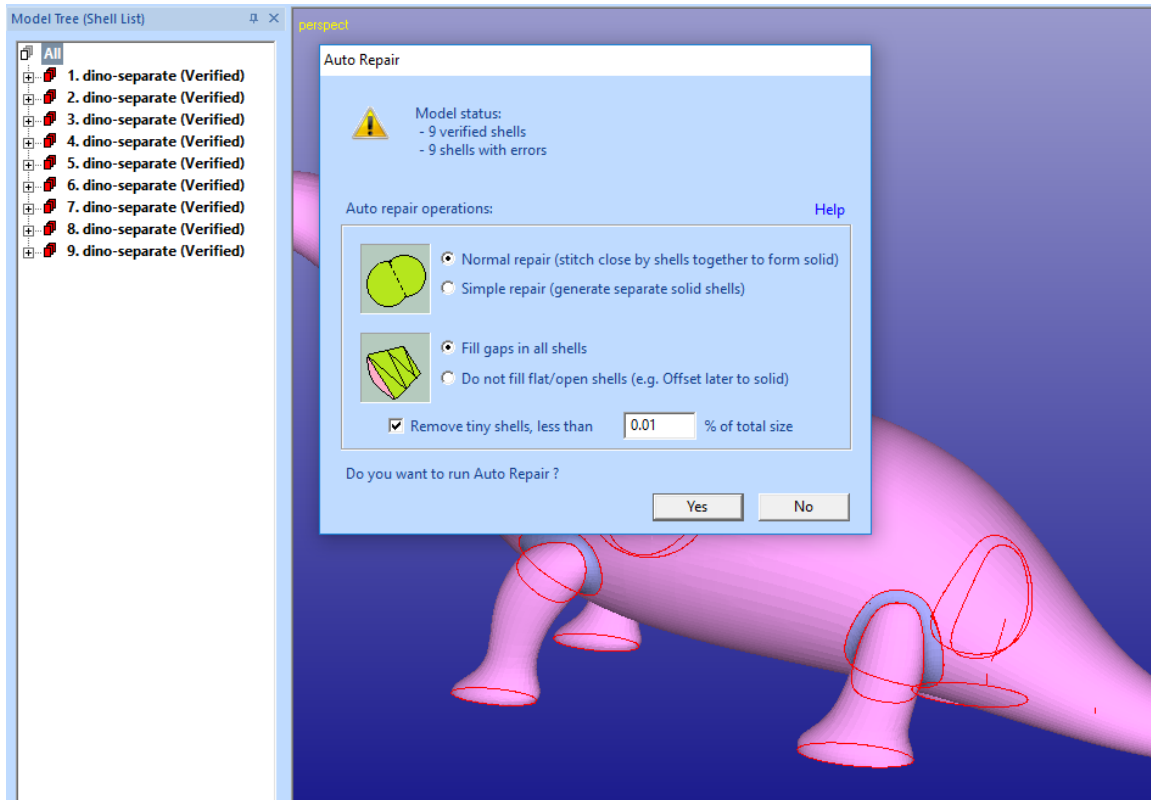 Model Tree (Shell List)
All
1. dino-separate (Verified)
2. dino-separate (Verified)
3. dino-separate (Verified)
4. dino-separate (Verified)
5. dino-separate (Verified)
6. dino-separate (Verified)
7. dino-separate (Verified)
8. dino-separate (Verified)
9. dino-separate (Verified)
perspect
Auto Repair
Model status:
- 9 verified shells
- 9 shells with errors
Auto repair operations:
Help
Normal repair (stitch close by shells together to form solid)
Simple repair (generate separate solid shells)
Fill gaps in all shells
Do not fill flat/open shells (e.g. Offset later to solid)
Remove tiny shells, less than 0.01 % of total size
Do you want to run Auto Repair ?
Yes
No